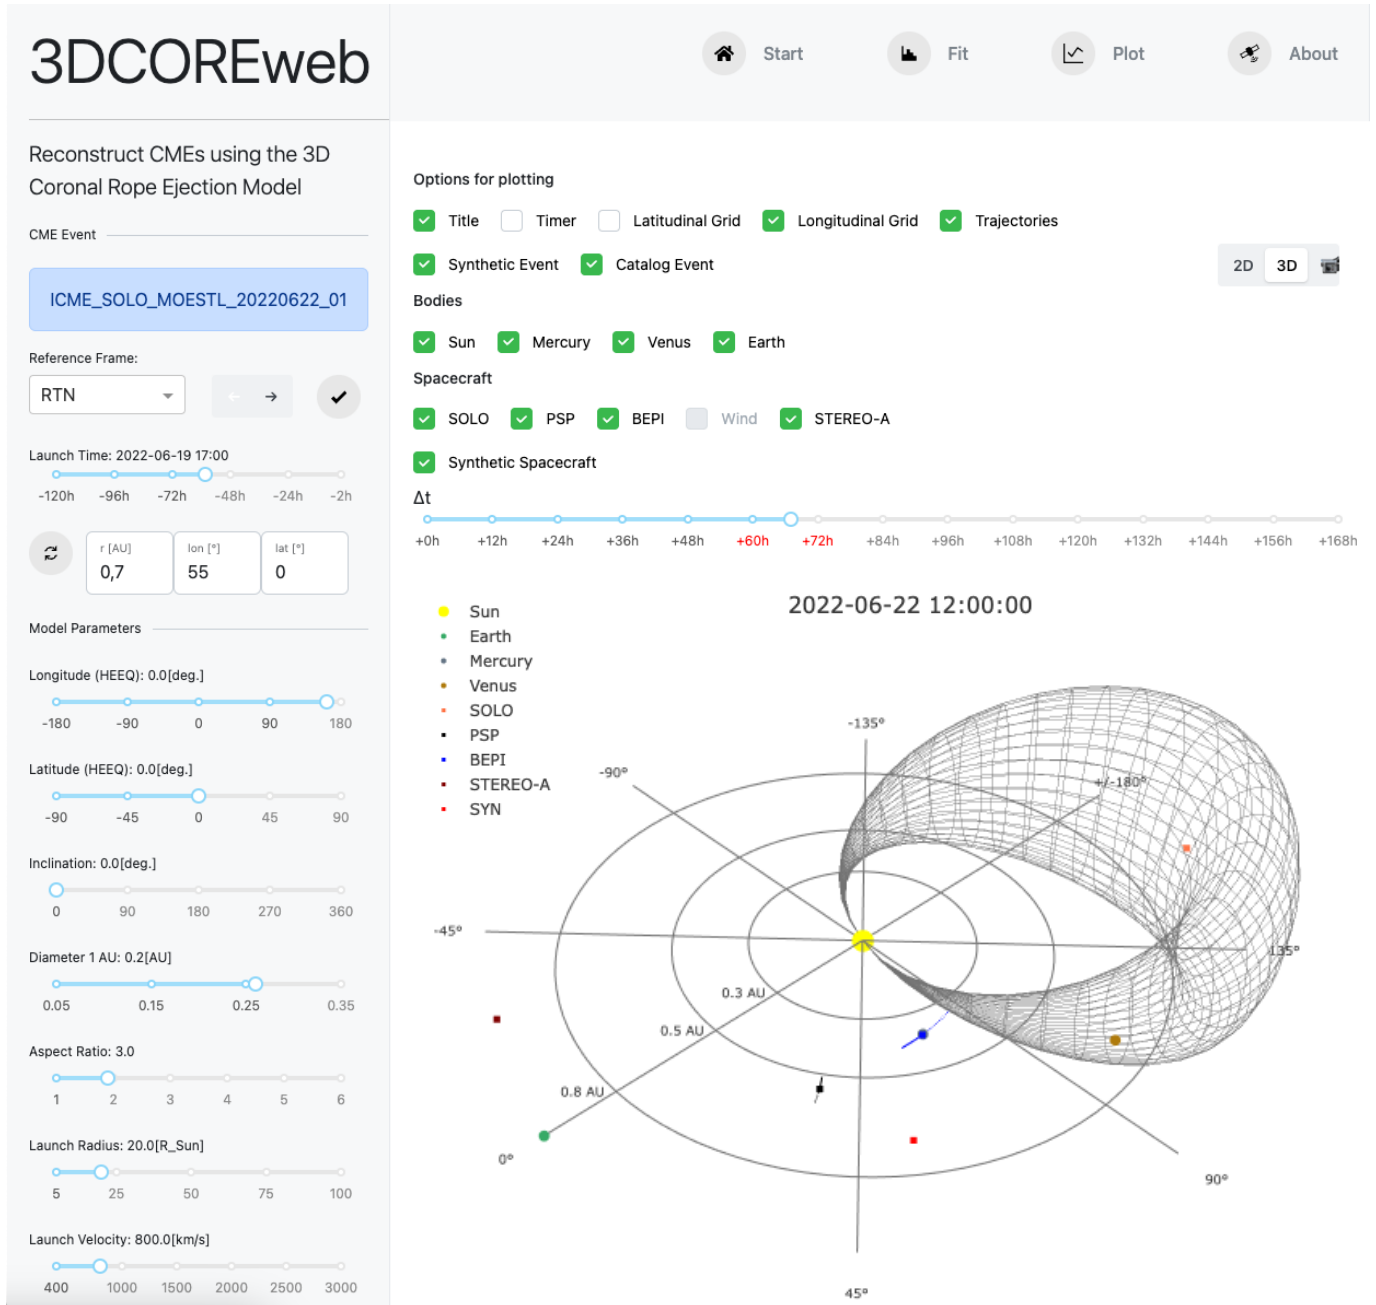 3DCOREweb
Start Fit Plot About
Reconstruct CMEs using the 3D
Coronal Rope Ejection Model
CME Event
ICME_SOLO_MOESTL_20220622_01
Reference Frame:
RTN
Launch Time: 2022-06-19 17:00
-120h -96h -72h -48h -24h -2h
r [AU] lon [°] lat [°]
0,7 55 0
Model Parameters
Longitude (HEEQ): 0.0[deg.]
-180 -90 0 90 180
Latitude (HEEQ): 0.0[deg.]
-90 -45 0 45 90
Inclination: 0.0[deg.]
0 90 180 270 360
Diameter 1 AU: 0.2[AU]
0.05 0.15 0.25 0.35
Aspect Ratio: 3.0
1 2 3 4 5 6
Launch Radius: 20.0[R_Sun]
5 25 50 75 100
Launch Velocity: 800.0[km/s]
400 1000 1500 2000 2500 3000
Options for plotting
Title Timer Latitudinal Grid Longitudinal Grid Trajectories
Synthetic Event Catalog Event
2D 3D
Bodies
Sun Mercury Venus Earth
Spacecraft
SOLO PSP BEPI Wind STEREO-A
Synthetic Spacecraft
Δt
+0h +12h +24h +36h +48h +60h +72h +84h +96h +108h +120h +132h +144h +156h +168h
2022-06-22 12:00:00
Sun
Earth
Mercury
Venus
SOLO
PSP
BEPI
STEREO-A
SYN
-135°
-90°
+/-180°
-45°
135°
0.3 AU
0.5 AU
0.8 AU
0°
90°
45°